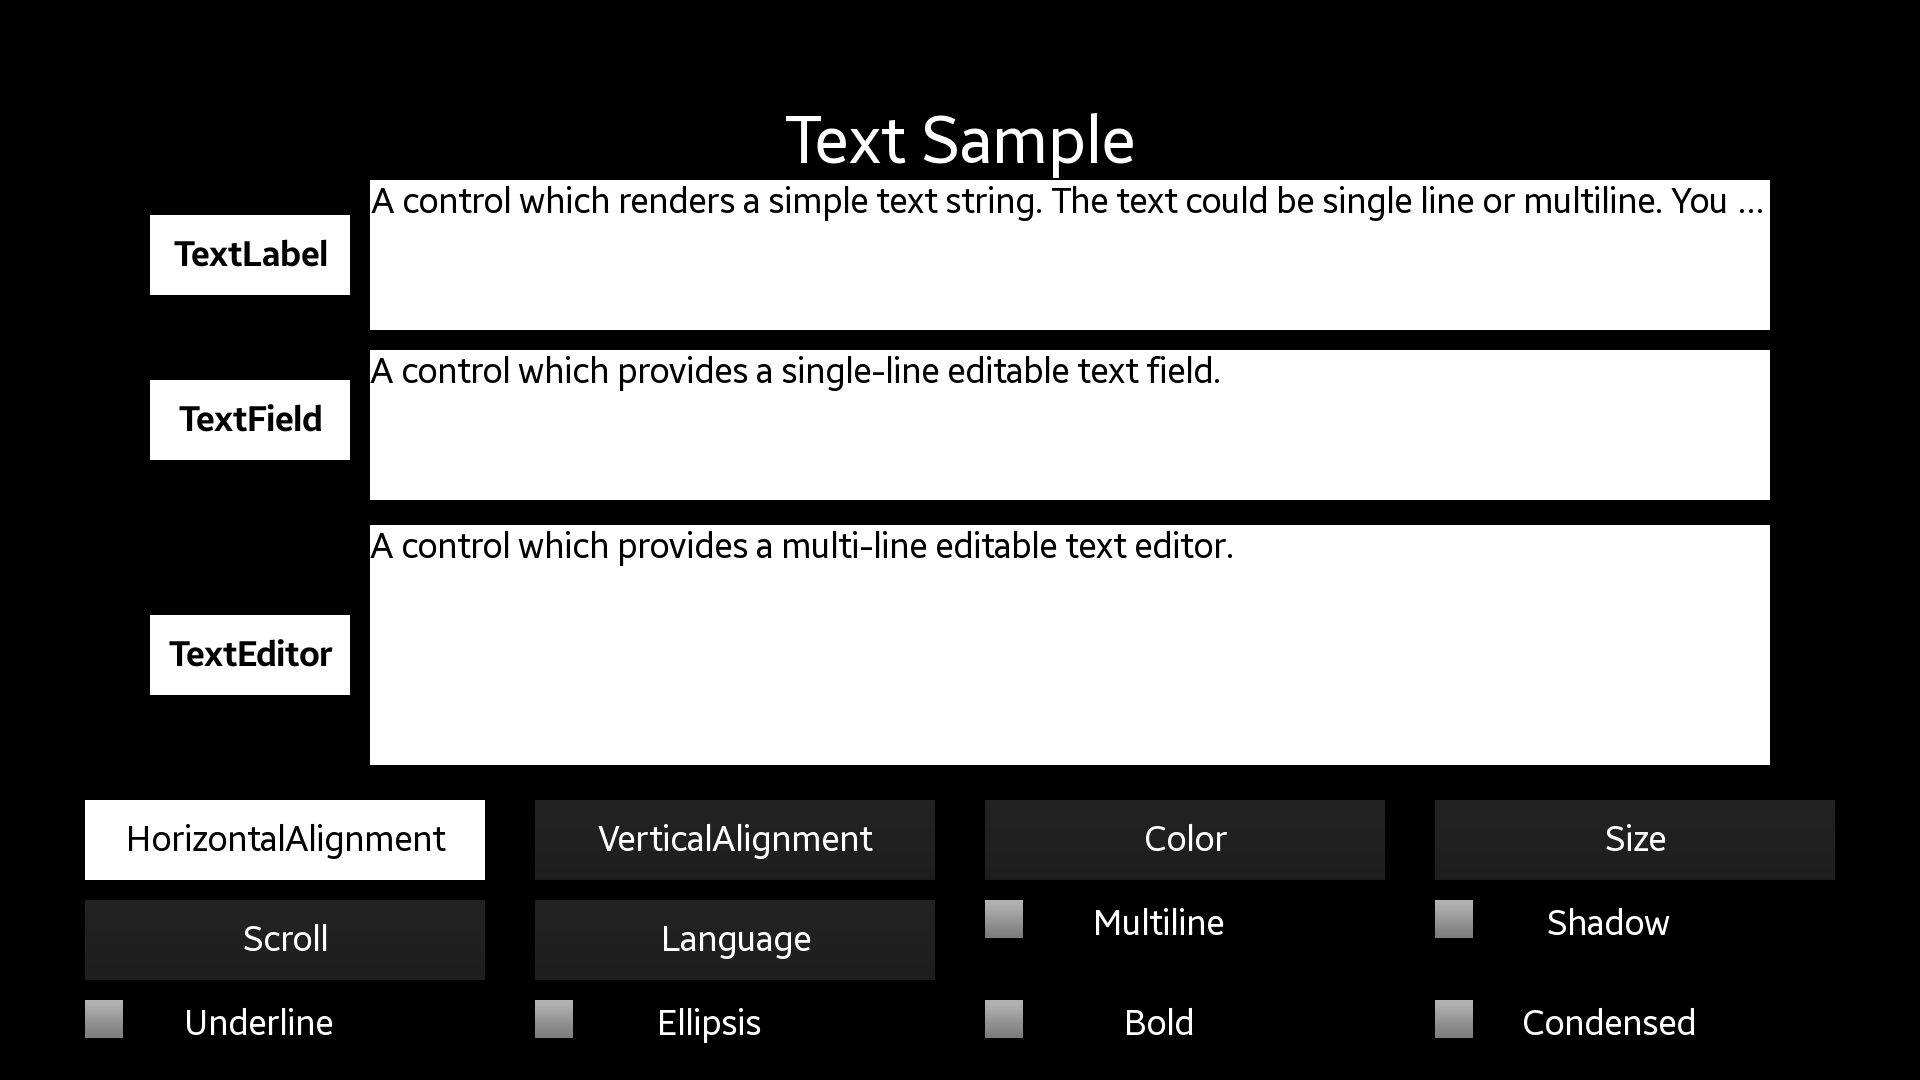 Text Sample
A control which renders a simple text string. The text could be single line or multiline. You ...
TextLabel
A control which provides a single-line editable text field.
TextField
A control which provides a multi-line editable text editor.
TextEditor
HorizontalAlignment
VerticalAlignment
Color
Size
Scroll
Language
Multiline
Shadow
Underline
Ellipsis
Bold
Condensed